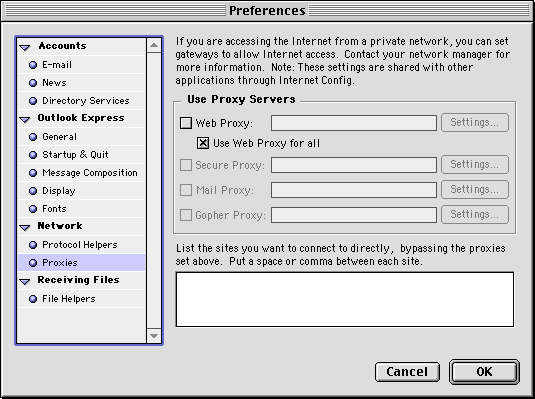 Preferences
Accounts
E-mail
News
Directory Services
Outlook Express
General
Startup & Quit
Message Composition
Display
Fonts
Network
Protocol Helpers
Proxies
Receiving Files
File Helpers
If you are accessing the Internet from a private network, you can set
gateways to allow Internet access. Contact your network manager for
more information. Note: These settings are shared with other
applications through Internet Config.
Use Proxy Servers
Web Proxy: Settings...
Use Web Proxy for all
Secure Proxy: Settings...
Mail Proxy: Settings...
Gopher Proxy: Settings...
List the sites you want to connect to directly, bypassing the proxies
set above. Put a space or comma between each site.
Cancel OK